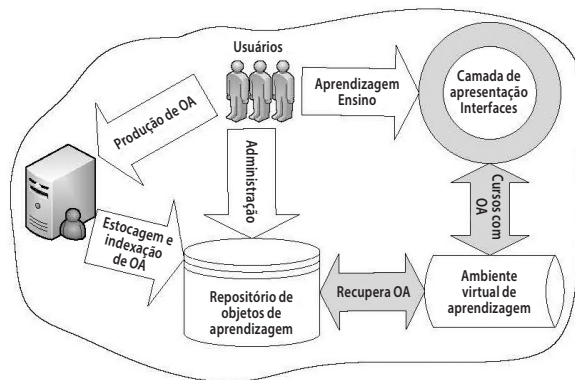 Usuários
Aprendizagem
Ensino
Camada de
apresentação
Interfaces
Produção de OA
Administração
Cursos com
OA
Estocagem e
indexação
de OA
Repositório de
objetos de
aprendizagem
Recupera OA
Ambiente
virtual de
aprendizagem